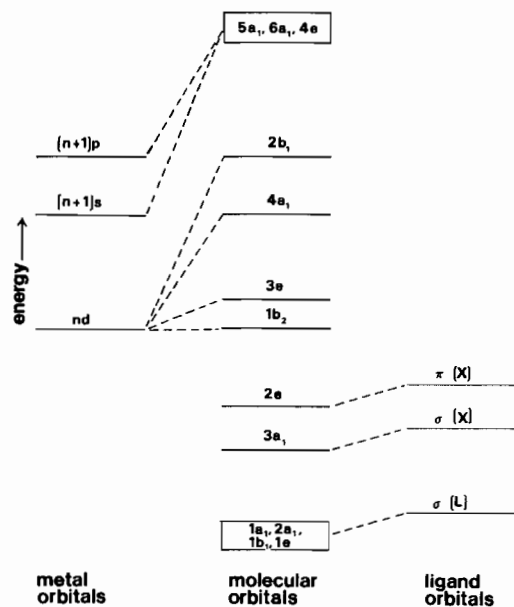 5a₁, 6a₁, 4e
(n+1)p
2b₁
(n+1)s
4a₁
energy
3e
nd
1b₂
π (X)
2e
σ (X)
3a₁
σ (L)
1a₁, 2a₁,
1b₁, 1e
metal
orbitals
molecular
orbitals
ligand
orbitals